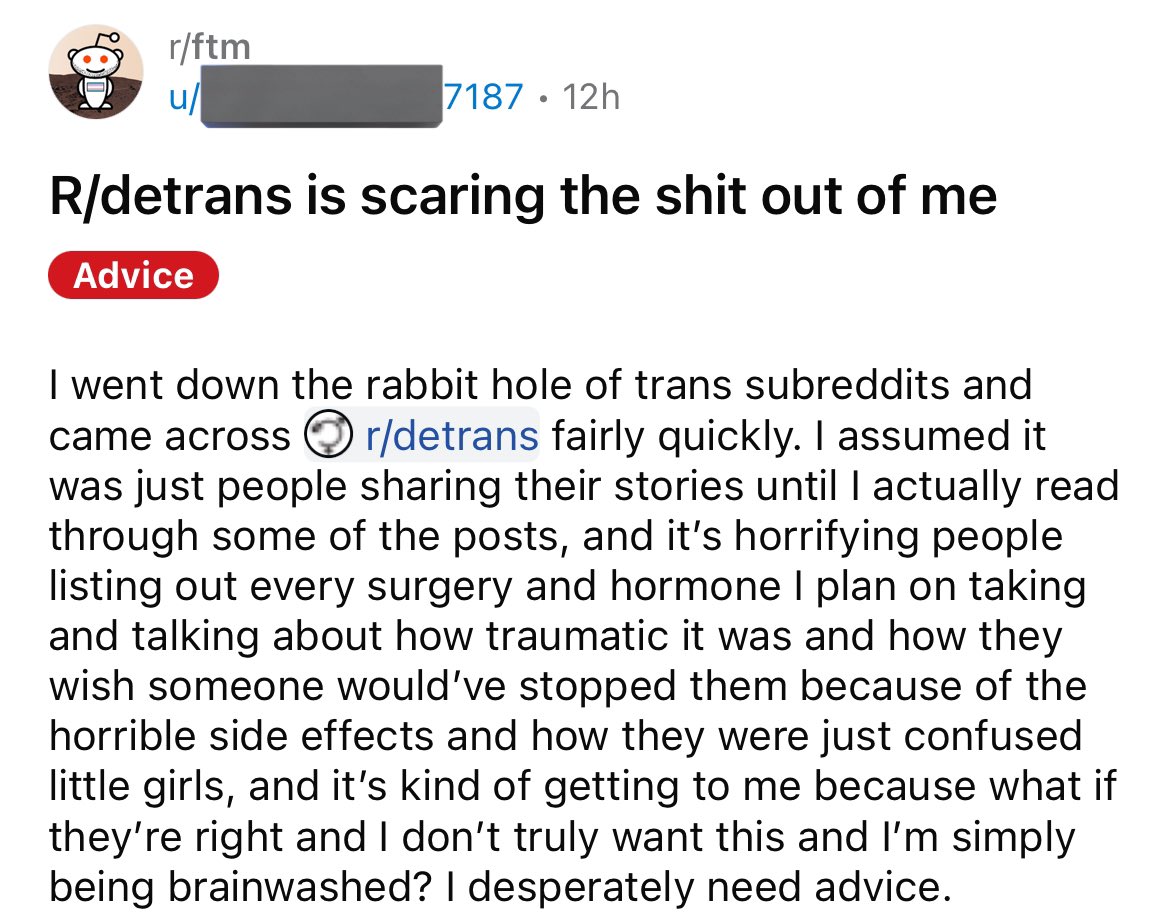 r/ftm
u/ 7187 • 12h
R/detrans is scaring the shit out of me
Advice
I went down the rabbit hole of trans subreddits and
came across r/detrans fairly quickly. I assumed it
was just people sharing their stories until I actually read
through some of the posts, and it’s horrifying people
listing out every surgery and hormone I plan on taking
and talking about how traumatic it was and how they
wish someone would’ve stopped them because of the
horrible side effects and how they were just confused
little girls, and it’s kind of getting to me because what if
they’re right and I don’t truly want this and I’m simply
being brainwashed? I desperately need advice.